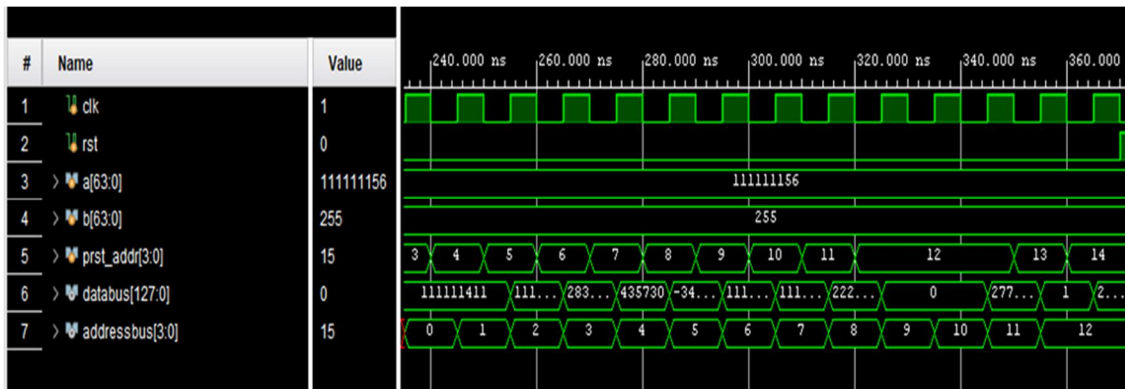 # Name Value 240.000 ns 260.000 ns 280.000 ns 300.000 ns 320.000 ns 340.000 ns 360.000
1 clk 1
2 rst 0
3 a[63:0] 111111156 111111156
4 b[63:0] 255 255
5 prst_addr[3:0] 15 3 4 5 6 7 8 9 10 11 12 13 14
6 databus[127:0] 0 111111411 111... 283... 435730 -34... 111... 111... 222... 0 277... 1 2...
7 addressbus[3:0] 15 0 1 2 3 4 5 6 7 8 9 10 11 12